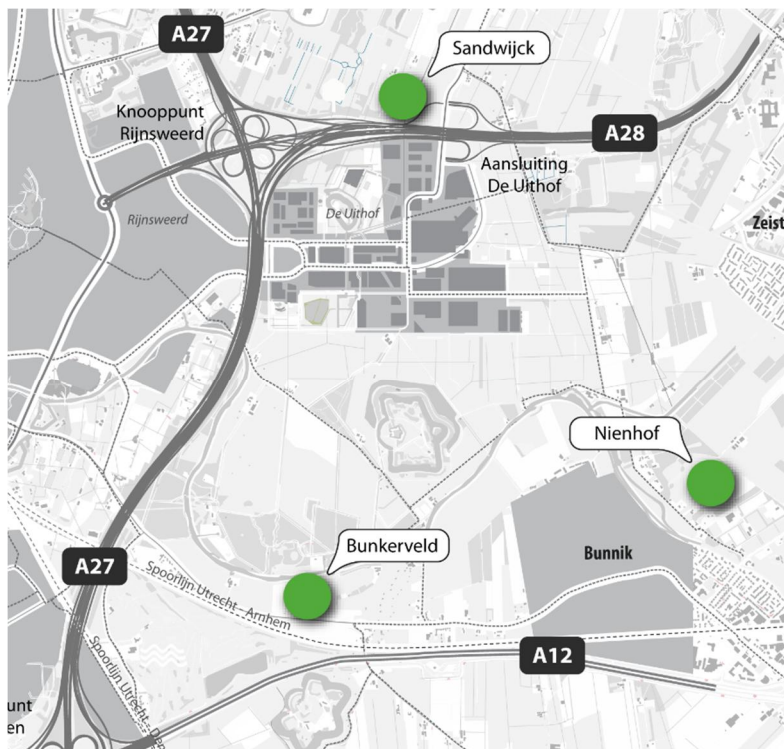 A27
Sandwijck
Knooppunt
Rijnsweerd
A28
Aansluiting
De Uithof
De Uithof
Rijnsweerd
Zeist
Nienhof
Bunkerveld
Bunnik
A27
Spoorlijn Utrecht - Arnhem
A12
Spoorlijn Utrecht - Den
unt
en